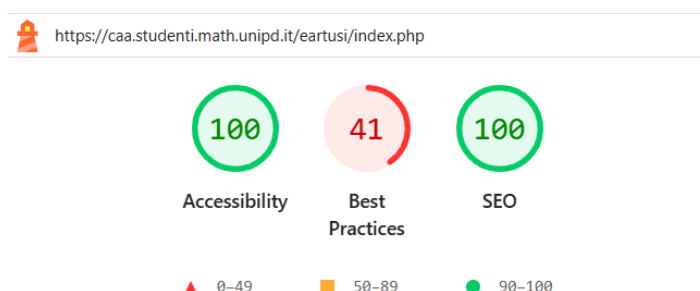 https://caa.studenti.math.unipd.it/eartusi/index.php
100 41 100
Accessibility Best Practices SEO
0–49 50–89 90–100